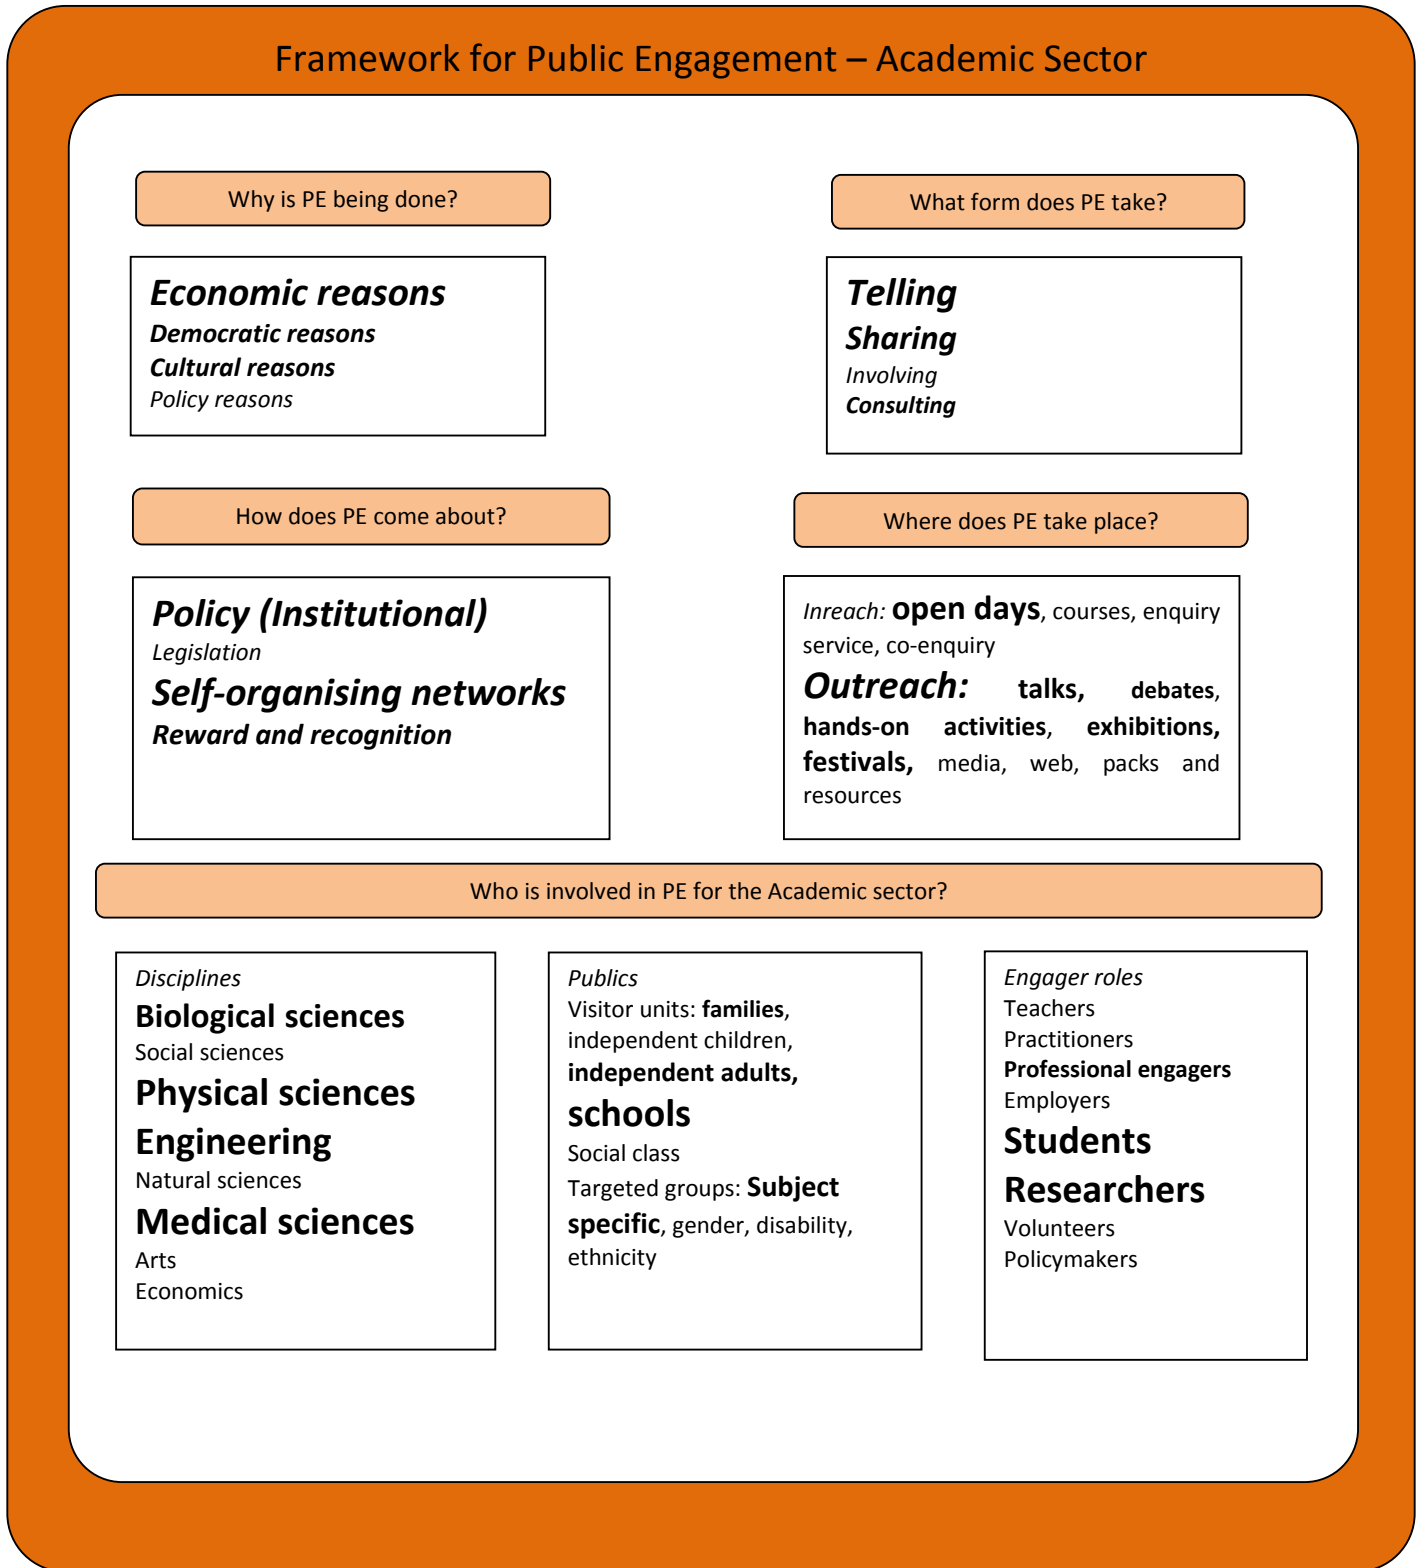 Framework for Public Engagement – Academic Sector
Why is PE being done?
Economic reasons
Democratic reasons
Cultural reasons
Policy reasons
What form does PE take?
Telling
Sharing
Involving
Consulting
How does PE come about?
Policy (Institutional)
Legislation
Self-organising networks
Reward and recognition
Where does PE take place?
Inreach: open days, courses, enquiry
service, co-enquiry
Outreach: talks, debates,
hands-on activities, exhibitions,
festivals, media, web, packs and
resources
Who is involved in PE for the Academic sector?
Disciplines
Biological sciences
Social sciences
Physical sciences
Engineering
Natural sciences
Medical sciences
Arts
Economics
Publics
Visitor units: families,
independent children,
independent adults,
schools
Social class
Targeted groups: Subject
specific, gender, disability,
ethnicity
Engager roles
Teachers
Practitioners
Professional engagers
Employers
Students
Researchers
Volunteers
Policymakers